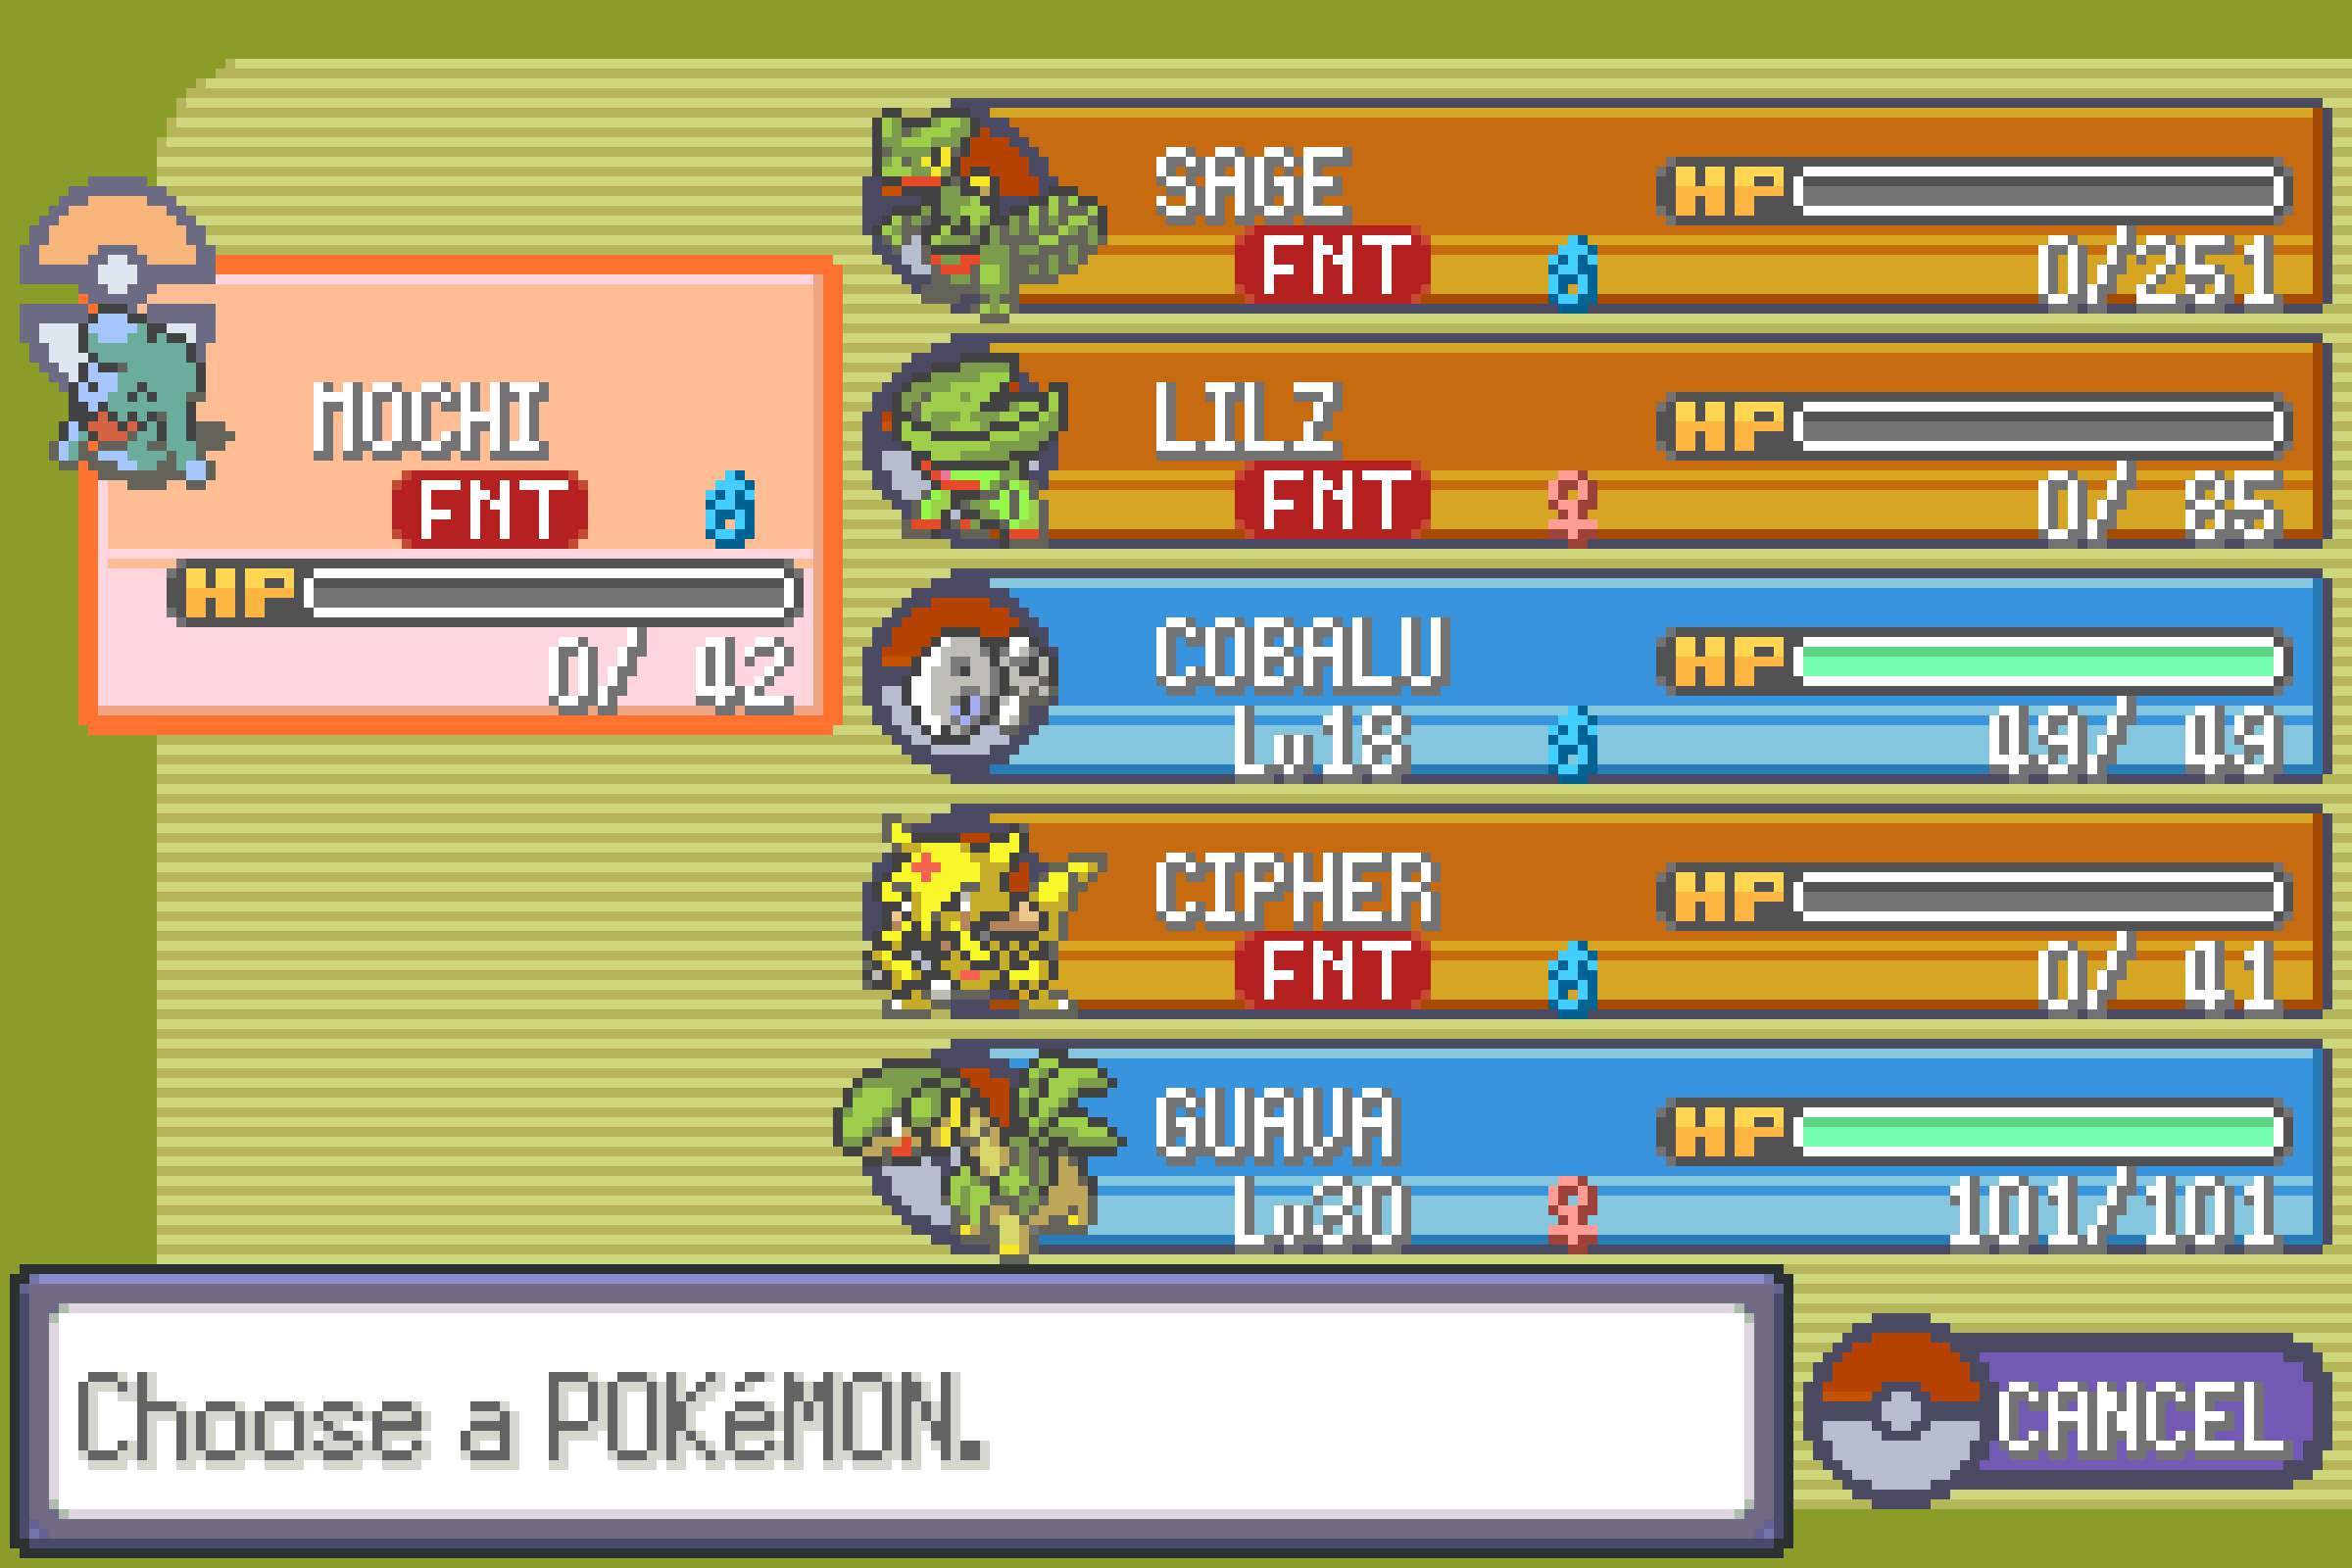 MOCHI
FNT ♂
HP
0/ 42
SAGE
HP
FNT ♂ 0/251
LILZ
HP
FNT ♀ 0/ 85
COBALU
HP
Lv18 ♂ 49/ 49
CIPHER
HP
FNT ♂ 0/ 41
GUAVA
HP
Lv30 ♀ 101/101
Choose a POKéMON.
CANCEL